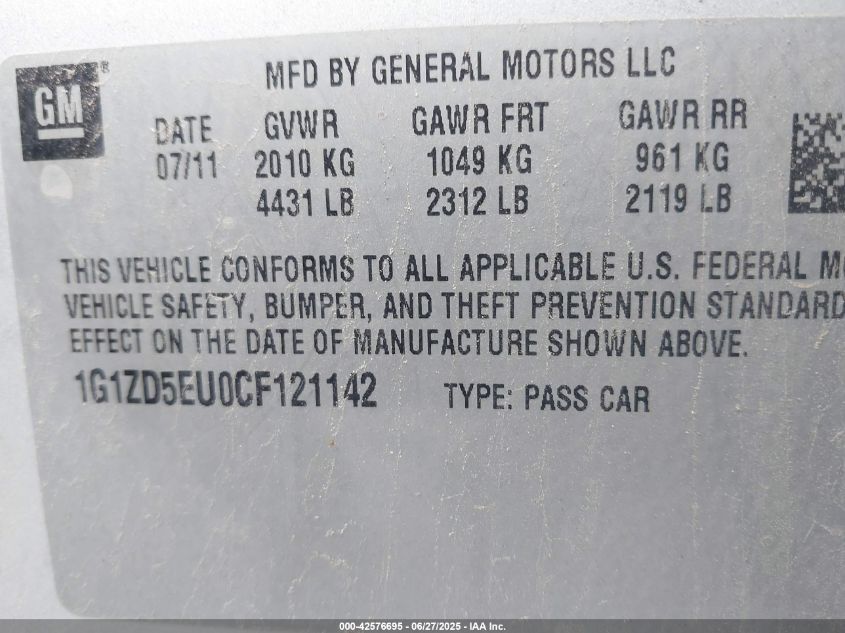 MFD BY GENERAL MOTORS LLC
GM®
DATE GVWR GAWR FRT GAWR RR
07/11 2010 KG 1049 KG 961 KG
4431 LB 2312 LB 2119 LB
THIS VEHICLE CONFORMS TO ALL APPLICABLE U.S. FEDERAL MO
VEHICLE SAFETY, BUMPER, AND THEFT PREVENTION STANDARD
EFFECT ON THE DATE OF MANUFACTURE SHOWN ABOVE.
1G1ZD5EU0CF121142 TYPE: PASS CAR
000-42576695 - 06/27/2025 - IAA Inc.